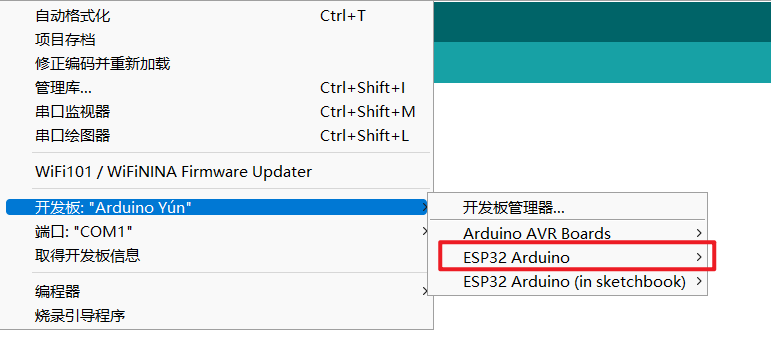 自动格式化 Ctrl+T
项目存档
修正编码并重新加载
管理库... Ctrl+Shift+I
串口监视器 Ctrl+Shift+M
串口绘图器 Ctrl+Shift+L
WiFi101 / WiFiNINA Firmware Updater
开发板: "Arduino Yún"
端口: "COM1"
取得开发板信息
编程器
烧录引导程序
开发板管理器...
Arduino AVR Boards
ESP32 Arduino
ESP32 Arduino (in sketchbook)